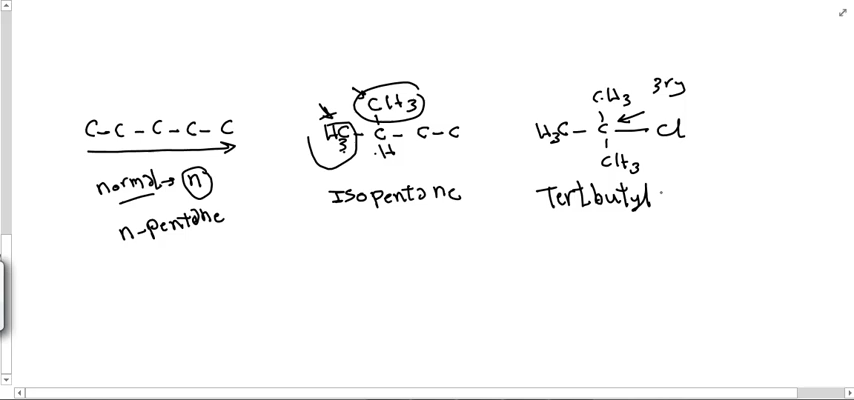 C-C-C-C-C
normal→ n
n-pentane
CH3
H3C-C-C-C
H
Isopentane
CH3 3ry
H3C-C-Cl
CH3
Tertbutyl